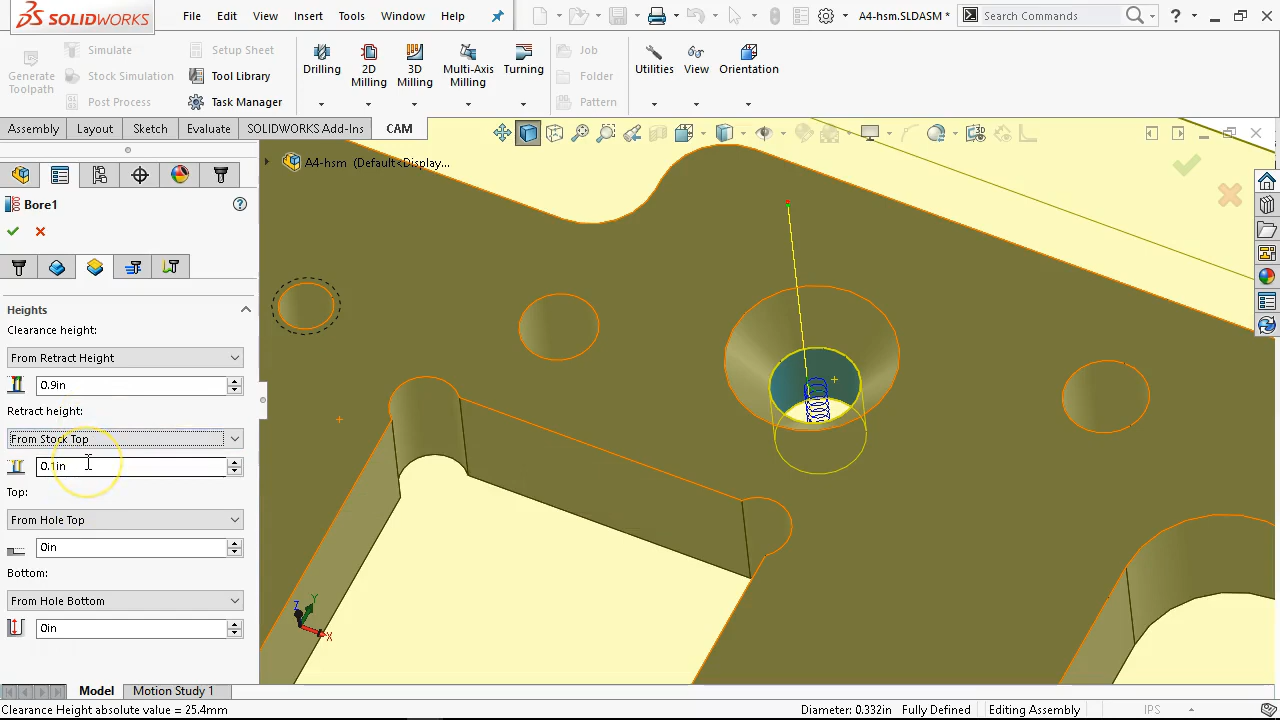 SOLIDWORKS
File Edit View Insert Tools Window Help
A4-hsm.SLDASM *
Search Commands
Generate Toolpath
Simulate
Stock Simulation
Post Process
Setup Sheet
Tool Library
Task Manager
Drilling
2D Milling
3D Milling
Multi-Axis Milling
Turning
Job
Folder
Pattern
Utilities
View
Orientation
Assembly Layout Sketch Evaluate SOLIDWORKS Add-Ins CAM
A4-hsm (Default<Display...
Bore1
Heights
Clearance height:
From Retract Height
0.9in
Retract height:
From Stock Top
0.1in
Top:
From Hole Top
0in
Bottom:
From Hole Bottom
0in
Z
Y
X
Model Motion Study 1
Clearance Height absolute value = 25.4mm
Diameter: 0.332in Fully Defined Editing Assembly IPS